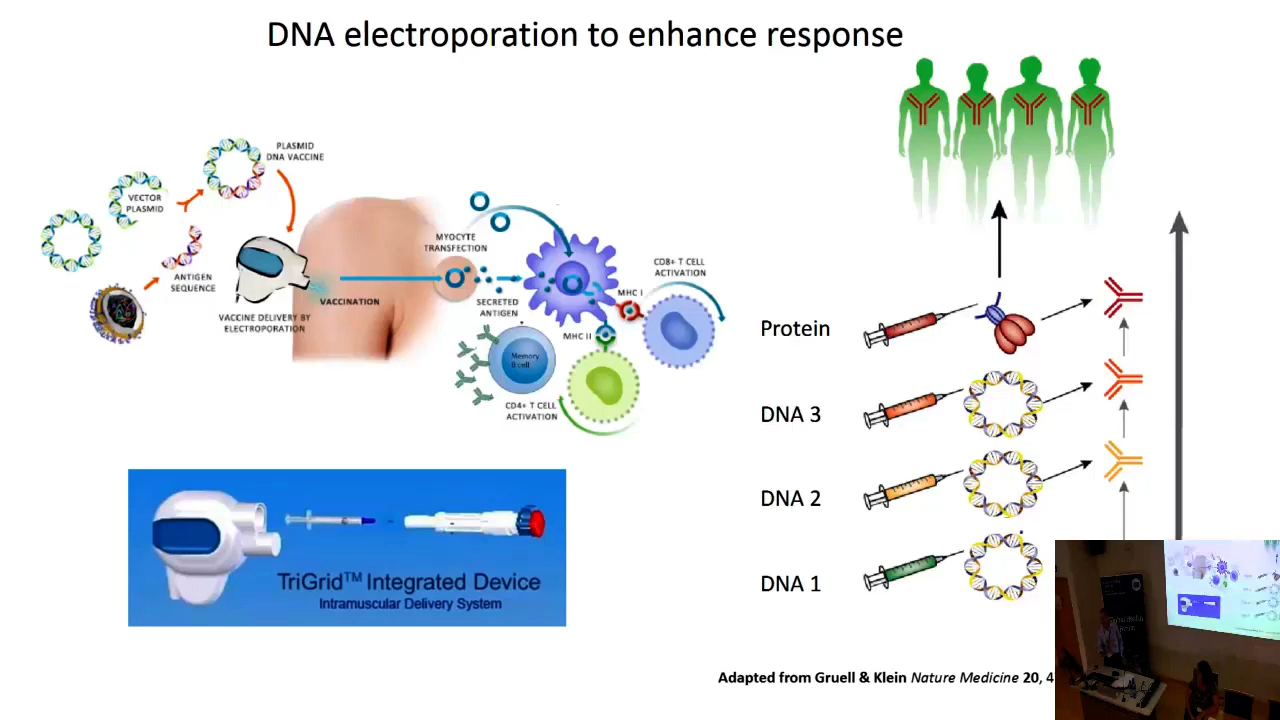 DNA electroporation to enhance response
PLASMID
DNA VACCINE
VECTOR
PLASMID
ANTIGEN
SEQUENCE
VACCINE DELIVERY BY
ELECTROPORATION
VACCINATION
MYOCYTE
TRANSFECTION
SECRETED
ANTIGEN
MHC I
MHC II
CD8+ T CELL
ACTIVATION
Memory
B cell
CD4+ T CELL
ACTIVATION
TriGrid™ Integrated Device
Intramuscular Delivery System
Protein
DNA 3
DNA 2
DNA 1
Adapted from Gruell & Klein Nature Medicine 20, 4